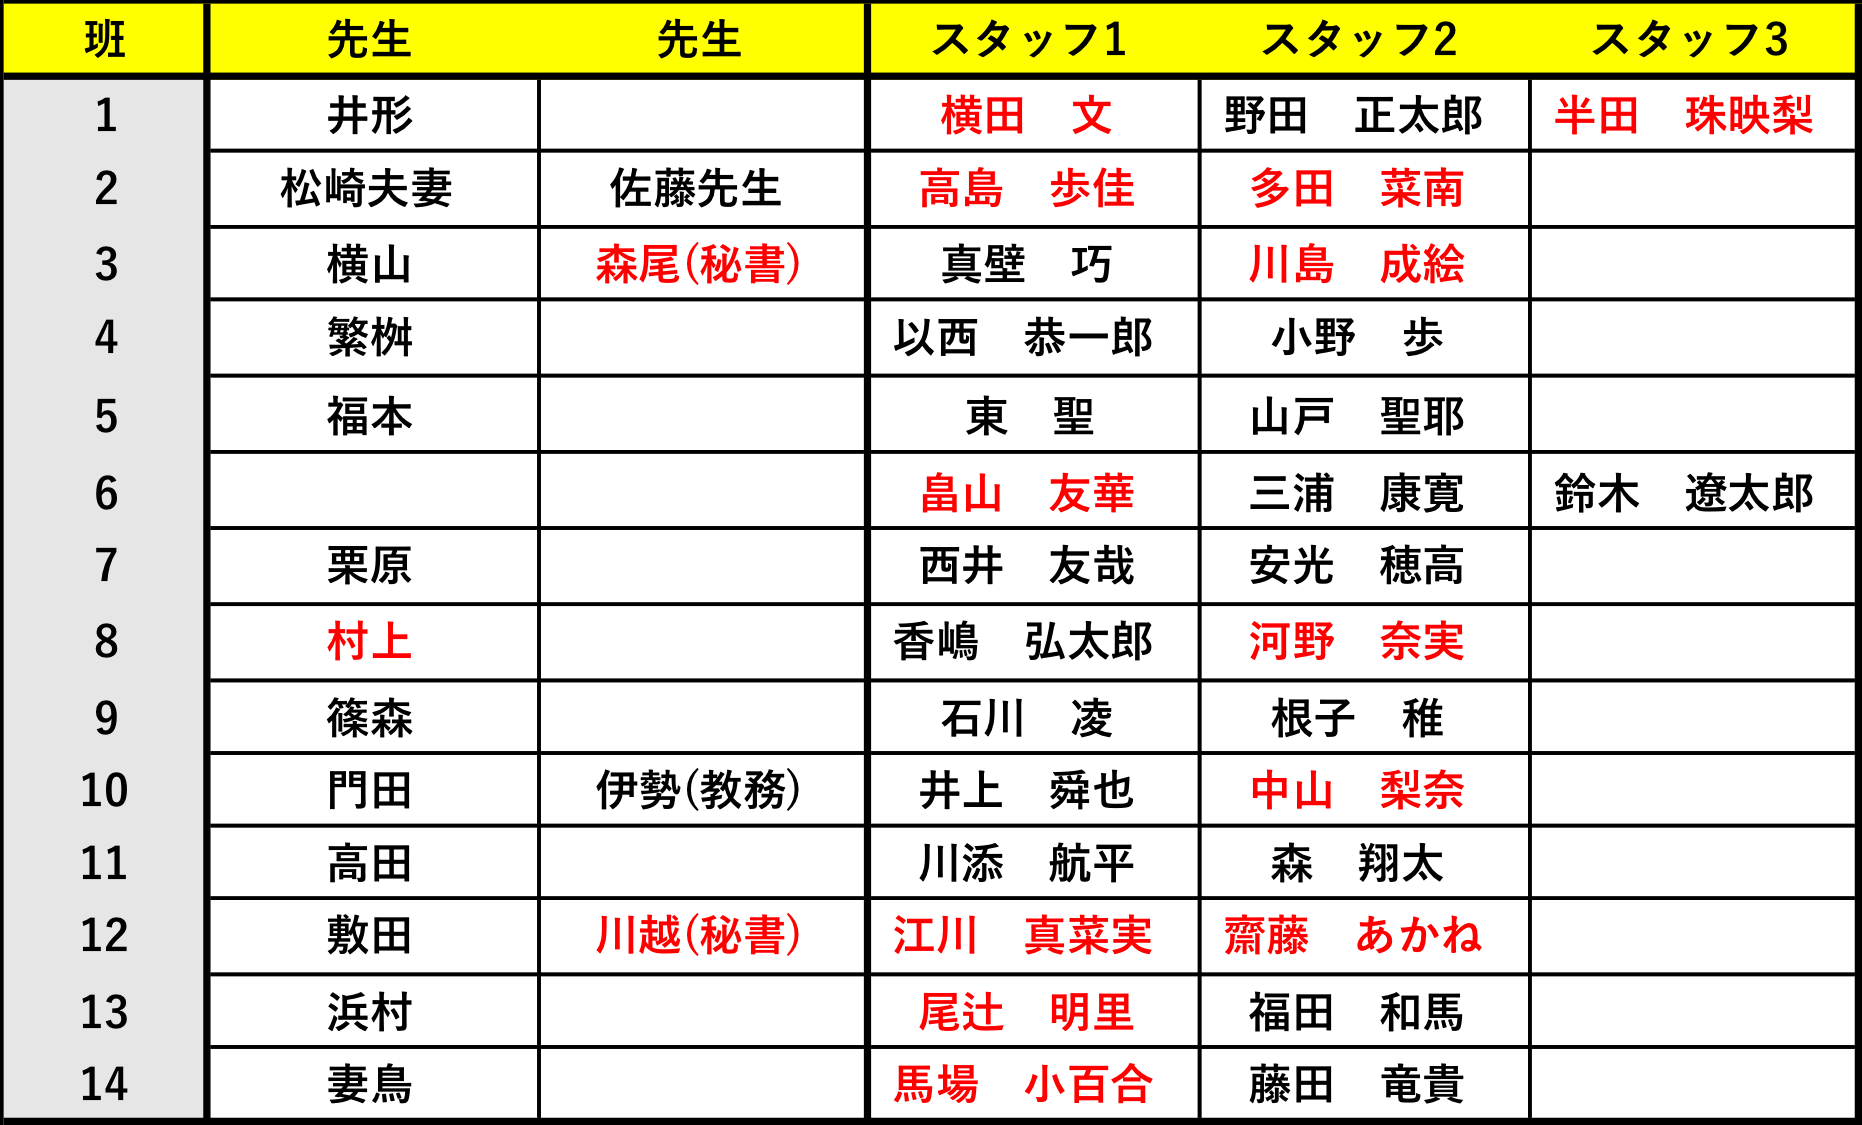 班 先生 先生 スタッフ1 スタッフ2 スタッフ3
1 井形 横田　文 野田　正太郎 半田　珠映梨
2 松崎夫妻 佐藤先生 高島　歩佳 多田　菜南
3 横山 森尾(秘書) 真壁　巧 川島　成絵
4 繁桝 以西　恭一郎 小野　歩
5 福本 東　聖 山戸　聖耶
6 畠山　友華 三浦　康寛 鈴木　遼太郎
7 栗原 西井　友哉 安光　穂高
8 村上 香嶋　弘太郎 河野　奈実
9 篠森 石川　凌 根子　稚
10 門田 伊勢(教務) 井上　舜也 中山　梨奈
11 高田 川添　航平 森　翔太
12 敷田 川越(秘書) 江川　真菜実 齋藤　あかね
13 浜村 尾辻　明里 福田　和馬
14 妻鳥 馬場　小百合 藤田　竜貴